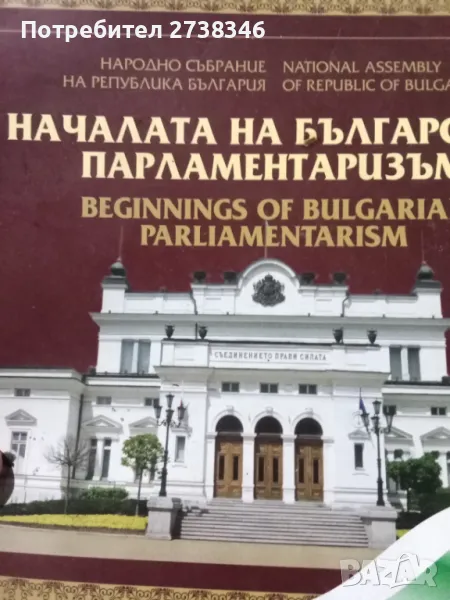 Потребител 2738346
НАРОДНО СЪБРАНИЕ
НА РЕПУБЛИКА БЪЛГАРИЯ
NATIONAL ASSEMBLY
OF REPUBLIC OF BULGA
НАЧАЛАТА НА БЪЛГАРС
ПАРЛАМЕНТАРИЗЪМ
BEGINNINGS OF BULGARIA
PARLIAMENTARISM
СЪЕДИНЕНИЕТО ПРАВИ СИЛАТА
BAZAR